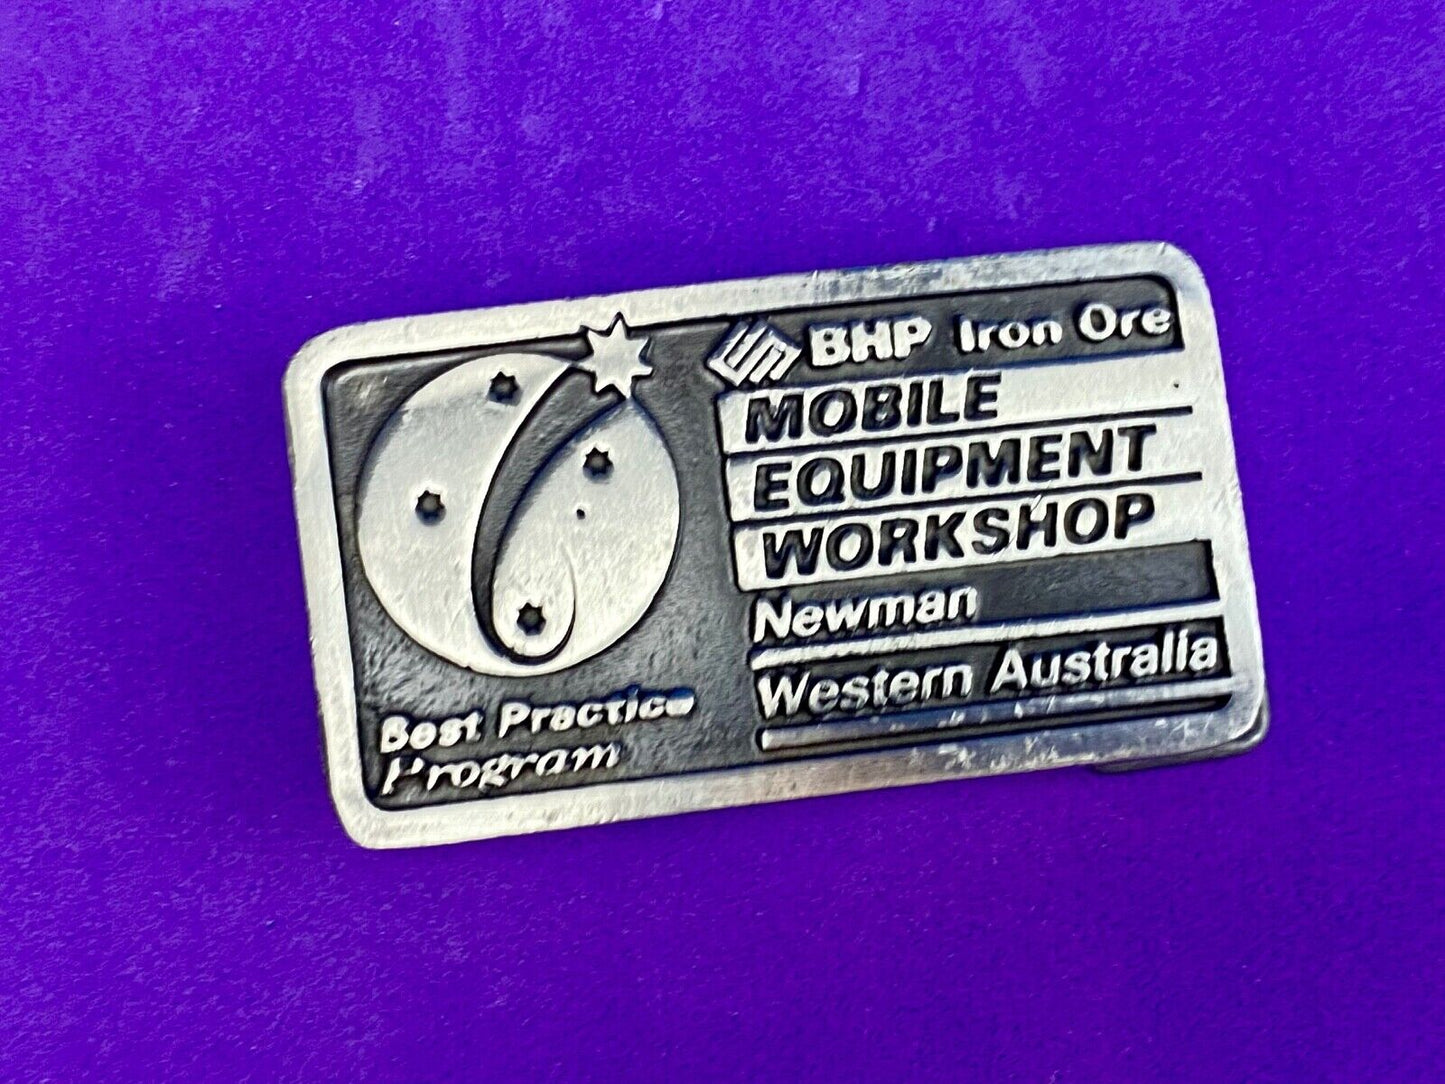 BHP Iron Ore
MOBILE
EQUIPMENT
WORKSHOP
Newman
Western Australia
Best Practice
Program